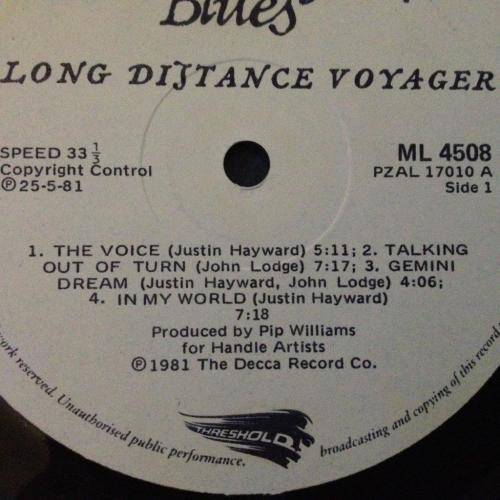 Blues
LONG DISTANCE VOYAGER
SPEED 33 1/3
Copyright Control
℗ 25-5-81
ML 4508
PZAL 17010 A
Side 1
1. THE VOICE (Justin Hayward) 5:11; 2. TALKING
OUT OF TURN (John Lodge) 7:17; 3. GEMINI
DREAM (Justin Hayward, John Lodge) 4:06;
4. IN MY WORLD (Justin Hayward)
7:18
Produced by Pip Williams
for Handle Artists
℗ 1981 The Decca Record Co.
work reserved. Unauthorised public performance, broadcasting and copying of this record
THRESHOLD